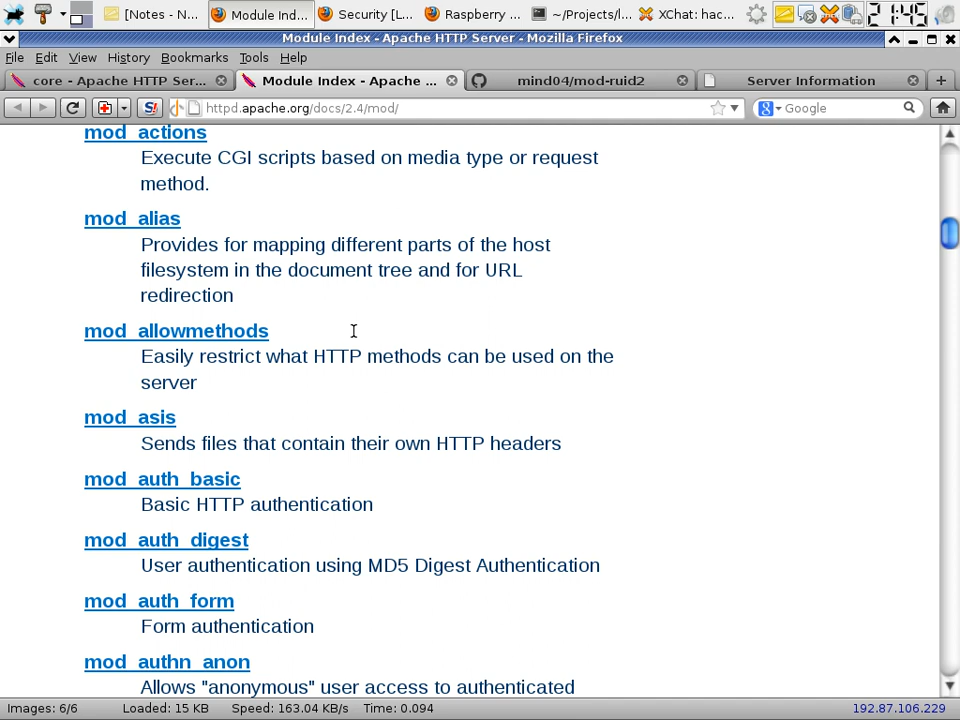 [Notes - N...
Module Ind...
Security [L...
Raspberry ...
~/Projects/l...
XChat: hac...
21:45
Module Index - Apache HTTP Server - Mozilla Firefox
File Edit View History Bookmarks Tools Help
core - Apache HTTP Ser...
Module Index - Apache ...
mind04/mod-ruid2
Server Information
httpd.apache.org/docs/2.4/mod/
Google
mod_actions
Execute CGI scripts based on media type or request
method.
mod_alias
Provides for mapping different parts of the host
filesystem in the document tree and for URL
redirection
mod_allowmethods
Easily restrict what HTTP methods can be used on the
server
mod_asis
Sends files that contain their own HTTP headers
mod_auth_basic
Basic HTTP authentication
mod_auth_digest
User authentication using MD5 Digest Authentication
mod_auth_form
Form authentication
mod_authn_anon
Allows "anonymous" user access to authenticated
Images: 6/6 Loaded: 15 KB Speed: 163.04 KB/s Time: 0.094 192.87.106.229